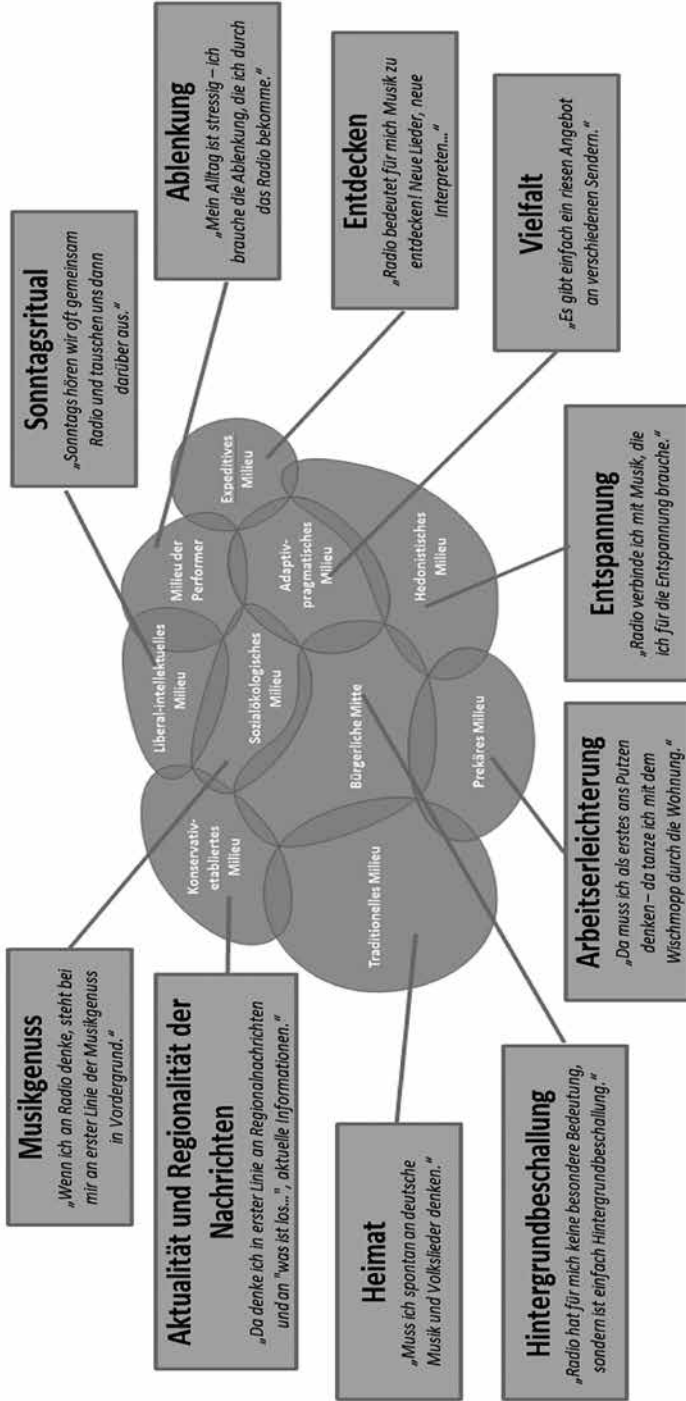 Musikgenuss
„Wenn ich an Radio denke, steht bei
mir an erster Linie der Musikgenuss
in Vordergrund.“
Sonntagsritual
„Sonntags hören wir oft gemeinsam
Radio und tauschen uns dann
darüber aus.“
Ablenkung
„Mein Alltag ist stressig – ich
brauche die Ablenkung, die ich durch
das Radio bekomme.“
Aktualität und Regionalität der
Nachrichten
„Da denke ich in erster Linie an Regionalnachrichten
und an "was ist los...", aktuelle Informationen.“
Entdecken
„Radio bedeutet für mich Musik zu
entdecken! Neue Lieder, neue
Interpreten...“
Heimat
„Muss ich spontan an deutsche
Musik und Volkslieder denken.“
Vielfalt
„Es gibt einfach ein riesen Angebot
an verschiedenen Sendern.“
Hintergrundbeschallung
„Radio hat für mich keine besondere Bedeutung,
sondern ist einfach Hintergrundbeschallung.“
Arbeitserleichterung
„Da muss ich als erstes ans Putzen
denken – da tanze ich mit dem
Wischmopp durch die Wohnung.“
Entspannung
„Radio verbinde ich mit Musik, die
ich für die Entspannung brauche.“
Konservativ-
etabliertes
Milieu
Liberal-intellektuelles
Milieu
Milieu der
Performer
Expeditives
Milieu
Sozialökologisches
Milieu
Adaptiv-
pragmatisches
Milieu
Traditionelles Milieu
Bürgerliche Mitte
Hedonistisches
Milieu
Prekäres Milieu